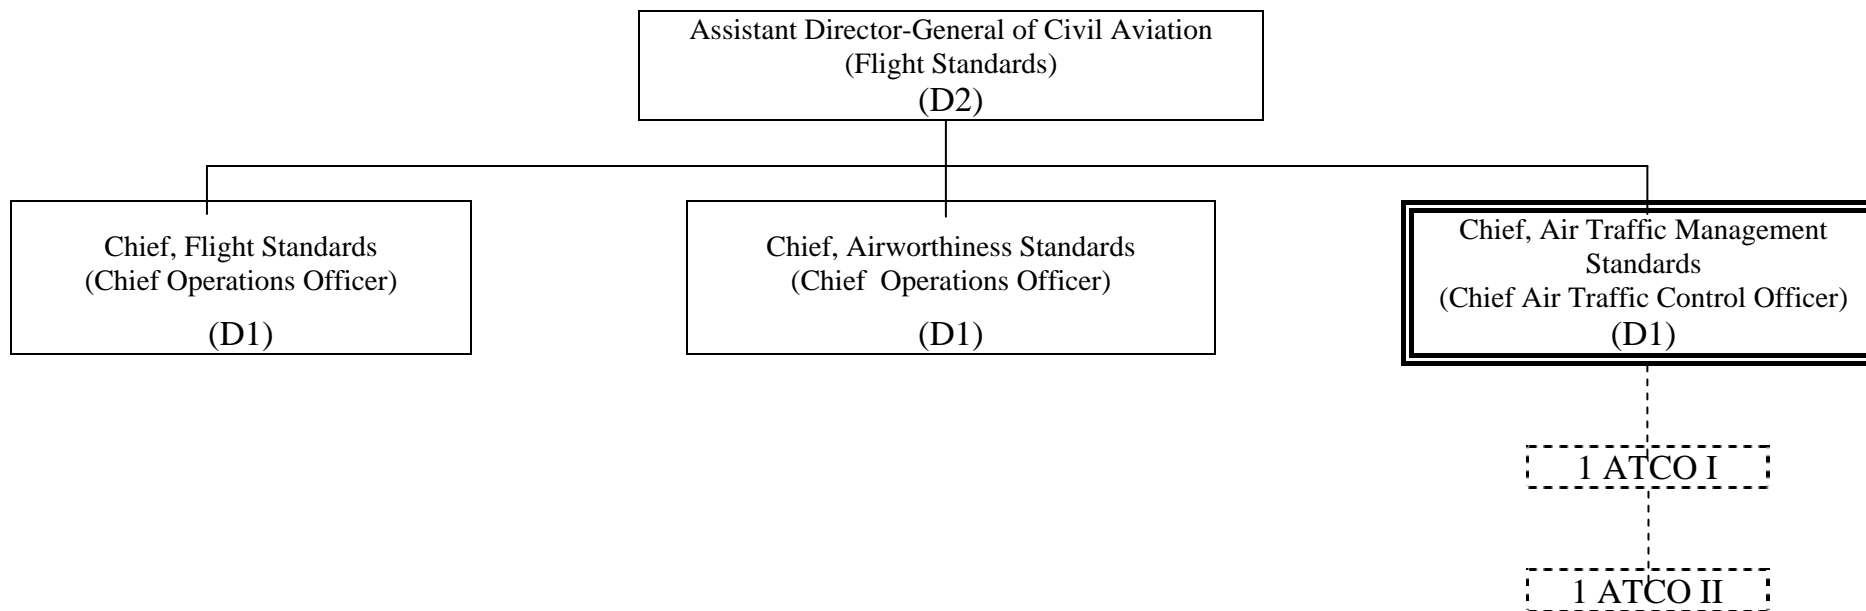 Assistant Director-General of Civil Aviation
(Flight Standards)
(D2)
Chief, Flight Standards
(Chief Operations Officer)
(D1)
Chief, Airworthiness Standards
(Chief  Operations Officer)
(D1)
Chief, Air Traffic Management
Standards
(Chief Air Traffic Control Officer)
(D1)
1 ATCO I
1 ATCO II